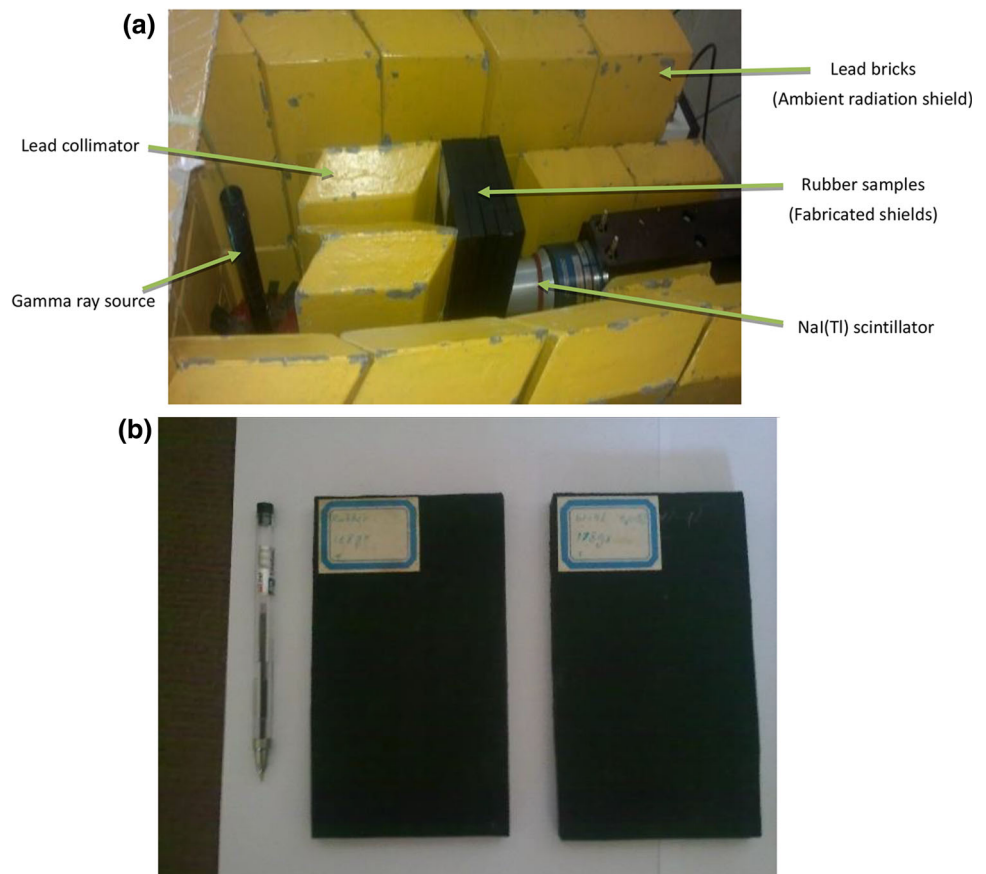 (a)
Lead bricks
(Ambient radiation shield)
Lead collimator
Rubber samples
(Fabricated shields)
Gamma ray source
NaI(Tl) scintillator
(b)